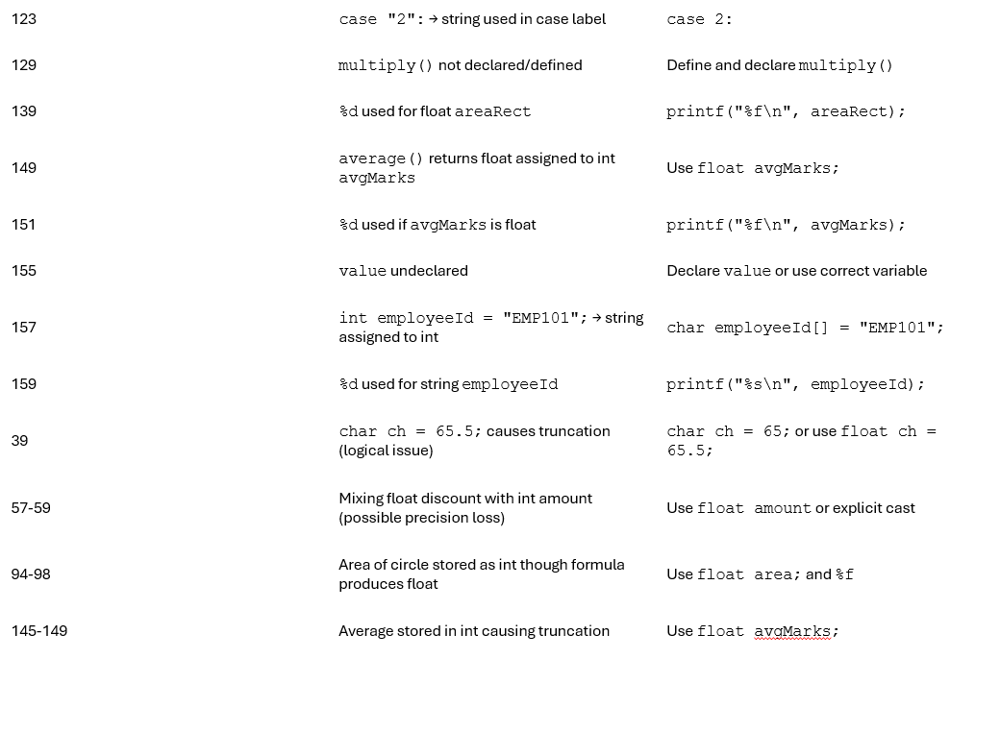 123 case "2": → string used in case label case 2:
129 multiply() not declared/defined Define and declare multiply()
139 %d used for float areaRect printf("%f\n", areaRect);
149 average() returns float assigned to int avgMarks Use float avgMarks;
151 %d used if avgMarks is float printf("%f\n", avgMarks);
155 value undeclared Declare value or use correct variable
157 int employeeId = "EMP101"; → string assigned to int char employeeId[] = "EMP101";
159 %d used for string employeeId printf("%s\n", employeeId);
39 char ch = 65.5; causes truncation (logical issue) char ch = 65; or use float ch = 65.5;
57-59 Mixing float discount with int amount (possible precision loss) Use float amount or explicit cast
94-98 Area of circle stored as int though formula produces float Use float area; and %f
145-149 Average stored in int causing truncation Use float avgMarks;